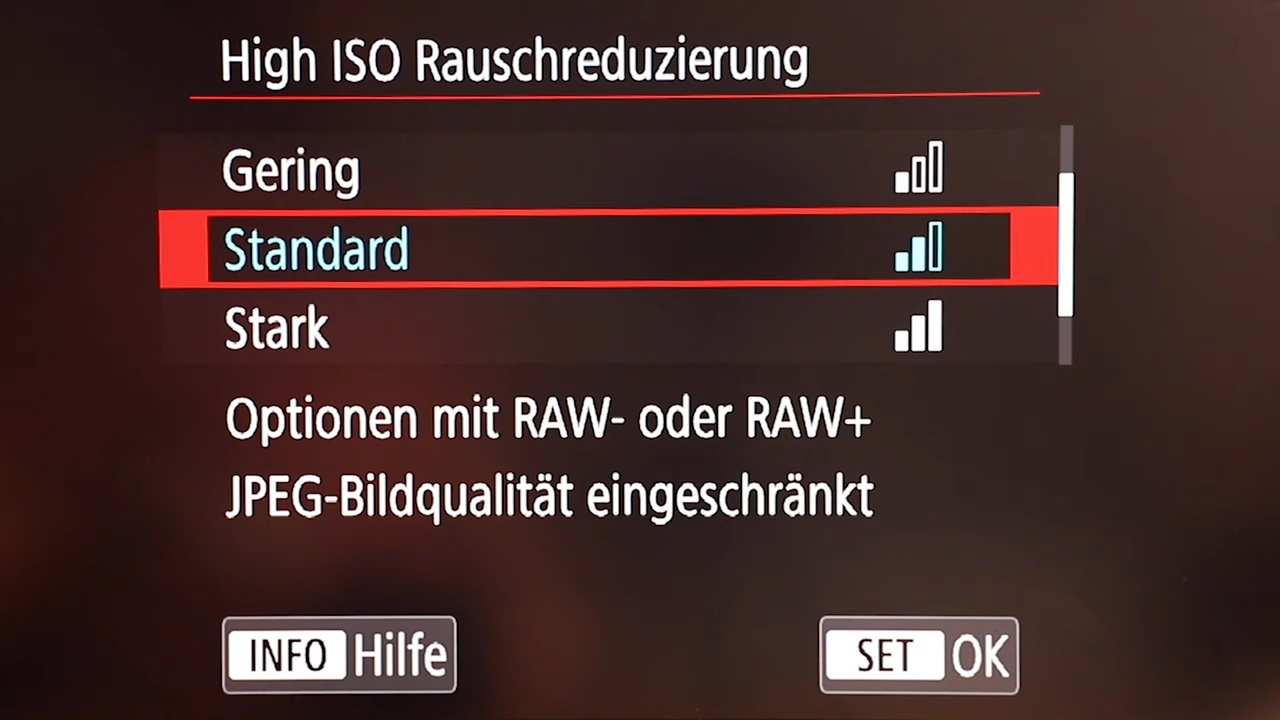 High ISO Rauschreduzierung
Gering
Standard
Stark
Optionen mit RAW- oder RAW+
JPEG-Bildqualität eingeschränkt
INFO Hilfe
SET OK